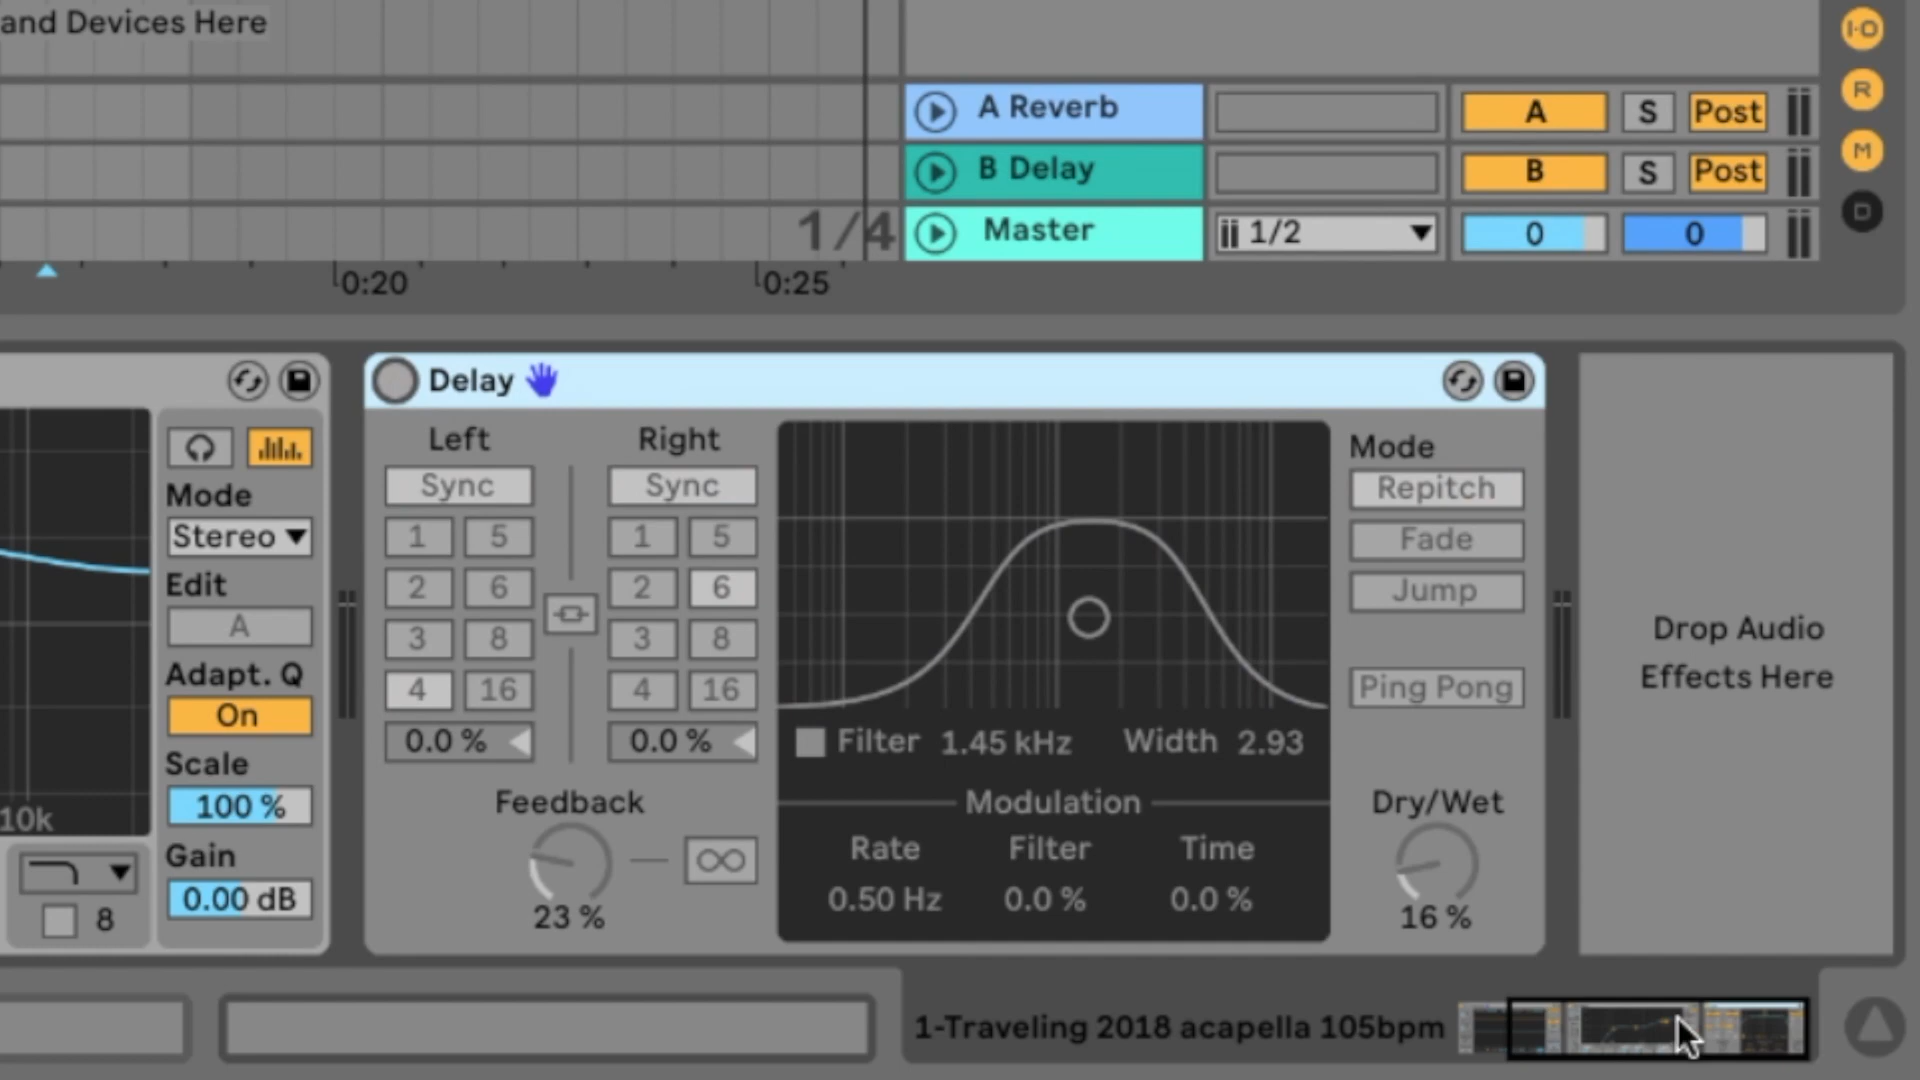 and Devices Here
I·O
A Reverb
A S Post
R
B Delay
B S Post
M
1/4
Master
1/2
0 0
D
0:20
0:25
Delay
Left Right
Sync Sync
1 5 1 5
2 6 2 6
3 8 3 8
4 16 4 16
0.0 % 0.0 %
Feedback
23 %
Filter 1.45 kHz Width 2.93
Modulation
Rate Filter Time
0.50 Hz 0.0 % 0.0 %
Mode
Repitch
Fade
Jump
Ping Pong
Dry/Wet
16 %
Mode
Stereo
Edit
A
Adapt. Q
On
Scale
100 %
Gain
0.00 dB
10k
8
Drop Audio
Effects Here
1-Traveling 2018 acapella 105bpm